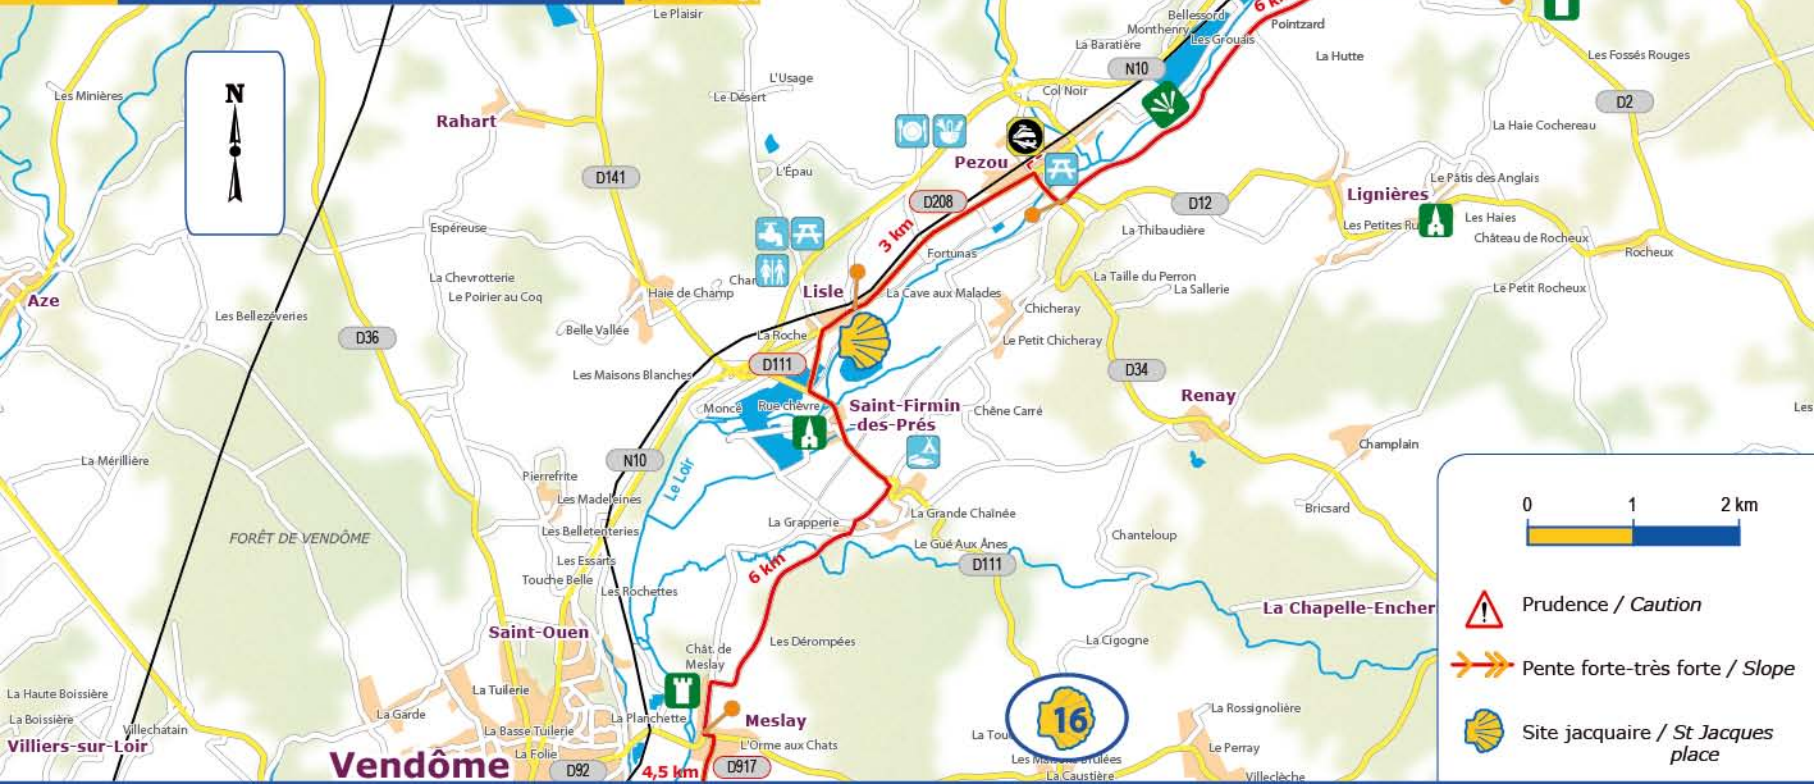 Le Plaisir
Bellessord
6 k
Monthenry
Pointzard
Les Grouais
La Baratière
La Hutte
Les Fossés Rouges
N10
L'Usage
Col Noir
Les Minières
Le Désert
N
D2
Rahart
La Haie Cochereau
Pezou
L'Épau
D141
Le Pâtis des Anglais
Lignières
D208
D12
Les Petites Ru
Les Haies
Espéreuse
3 km
La Thibaudière
Château de Rocheux
Fortunas
Rocheux
La Chevrotterie
Char
La Taille du Perron
Aze
Le Poirier au Coq
Haie de Champ
Lisle
La Cave aux Malades
La Sallerie
Le Petit Rocheux
Chicheray
Les Bellezéveries
Belle Vallée
La Roche
D36
Le Petit Chicheray
D111
Les Maisons Blanches
D34
Moncé
Rue chèvre
Saint-Firmin
-des-Prés
Chêne Carré
Renay
Les
Champlain
La Mérillière
N10
Le Loir
Pierrefrite
Les Madeleines
Bricsard
0 1 2 km
La Grapperie
La Grande Chaînée
FORÊT DE VENDÔME
Les Belletenteries
Chanteloup
Le Gué Aux Ânes
Les Essarts
D111
Touche Belle
6 km
Les Rochettes
La Chapelle-Encher
Prudence / Caution
Saint-Ouen
Les Dérompées
La Cigogne
Chât. de
Meslay
Pente forte-très forte / Slope
La Haute Boissière
La Tuilerie
La Garde
La Planchette
Meslay
16
La Rossignolière
La Boissière
Villechatain
La Basse Tuilerie
La Tou
Site jacquaire / St Jacques
place
Villiers-sur-Loir
La Folie
L'Orme aux Chats
Le Perray
Vendôme
D92
4,5 km
D917
Les Maisons Brulées
La Caustière
Villeclèche